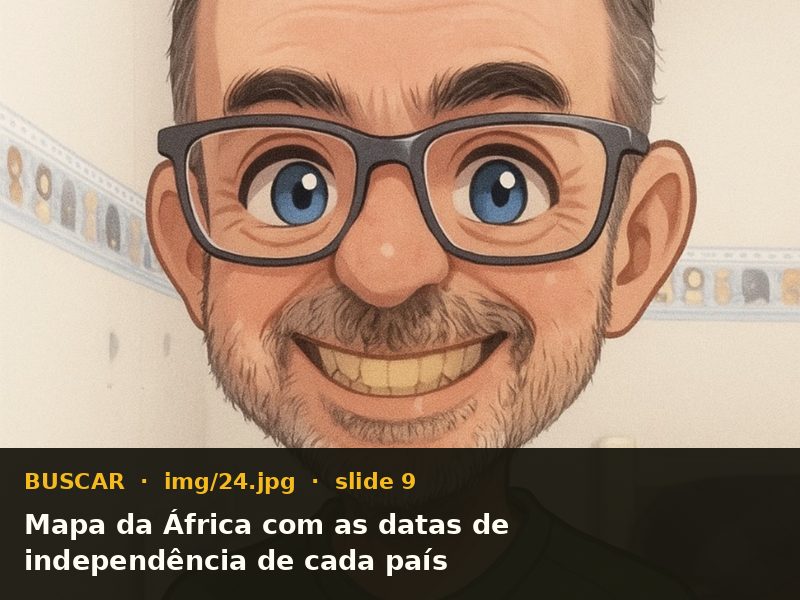 BUSCAR · img/24.jpg · slide 9
Mapa da África com as datas de
independência de cada país